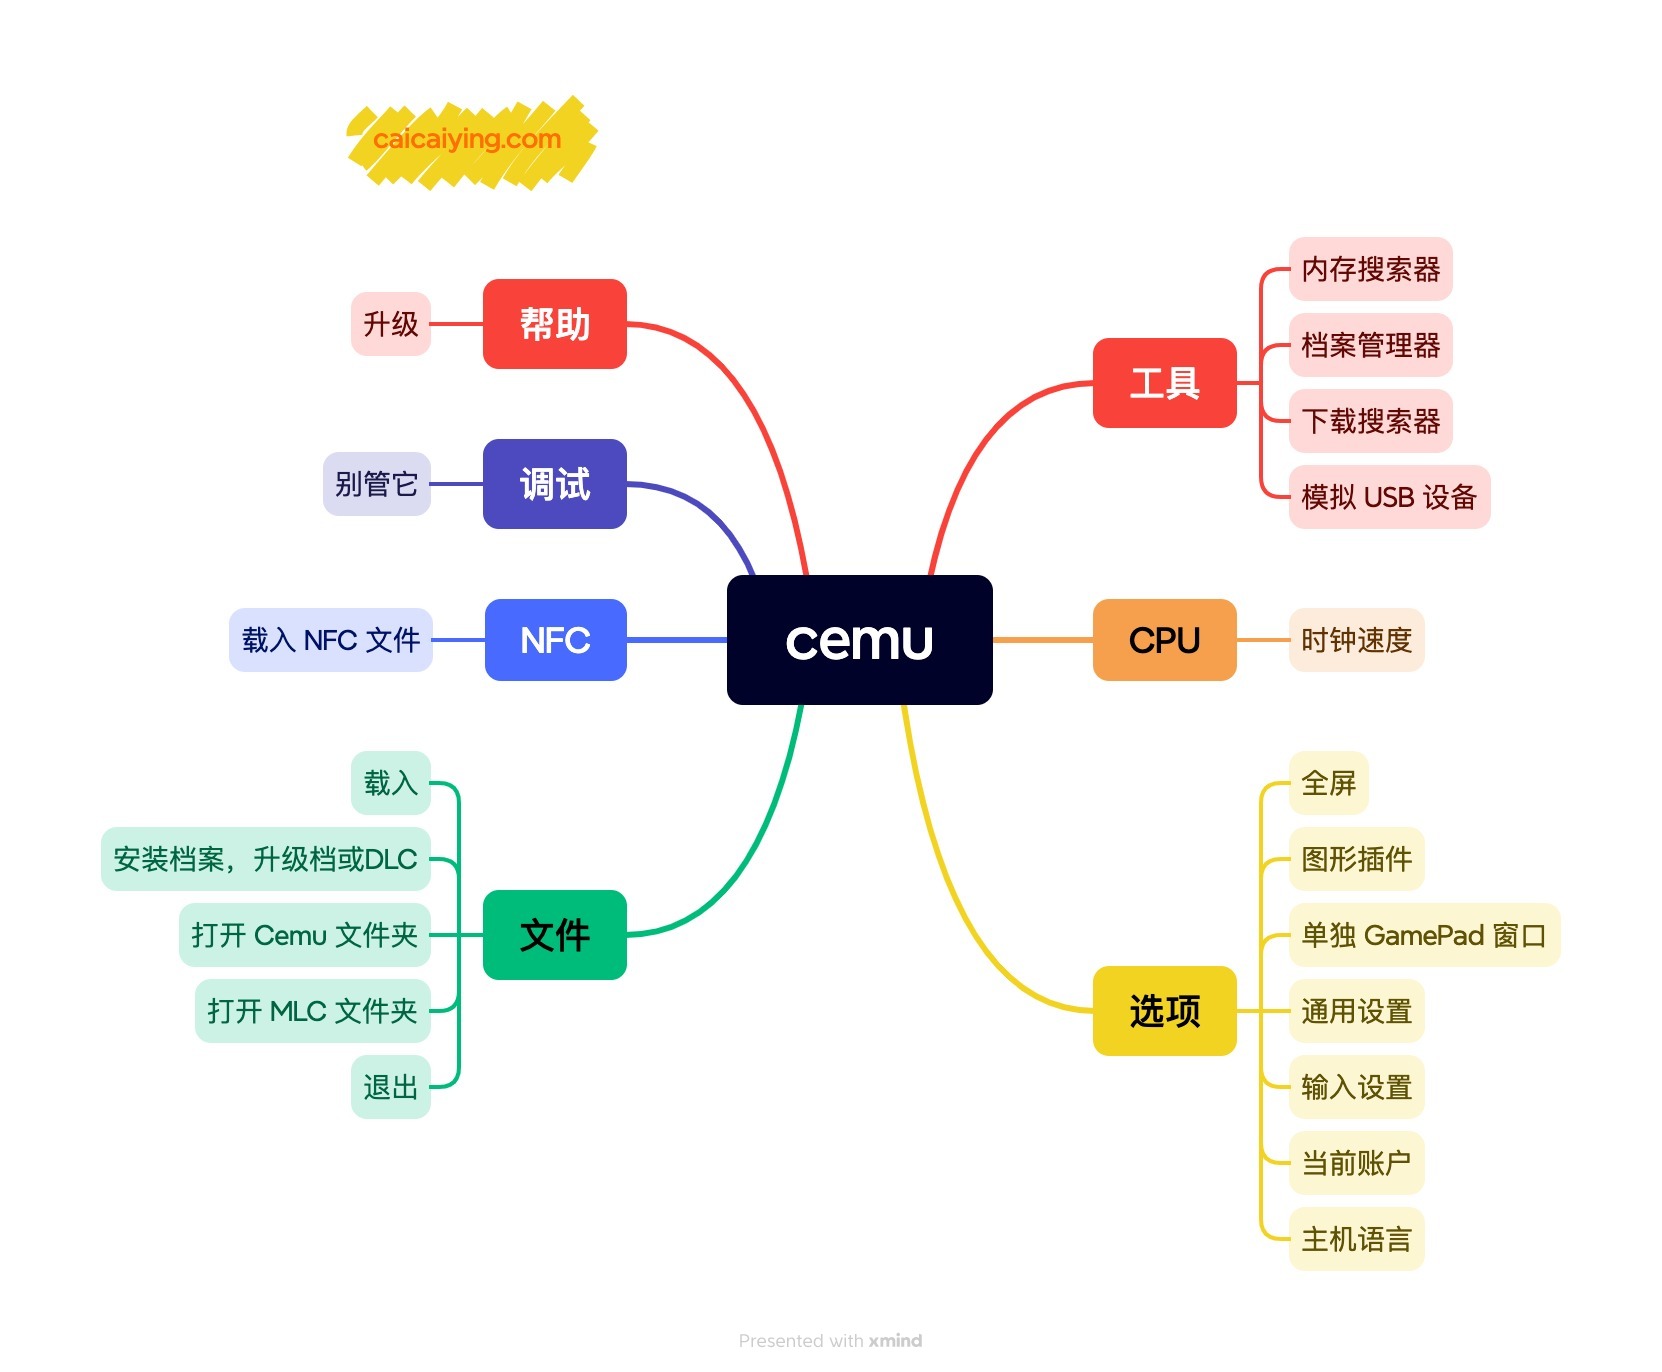 caicaiying.com
cemu
工具
内存搜索器
档案管理器
下载搜索器
模拟 USB 设备
CPU
时钟速度
选项
全屏
图形插件
单独 GamePad 窗口
通用设置
输入设置
当前账户
主机语言
文件
载入
安装档案，升级档或DLC
打开 Cemu 文件夹
打开 MLC 文件夹
退出
NFC
载入 NFC 文件
调试
别管它
帮助
升级
Presented with xmind